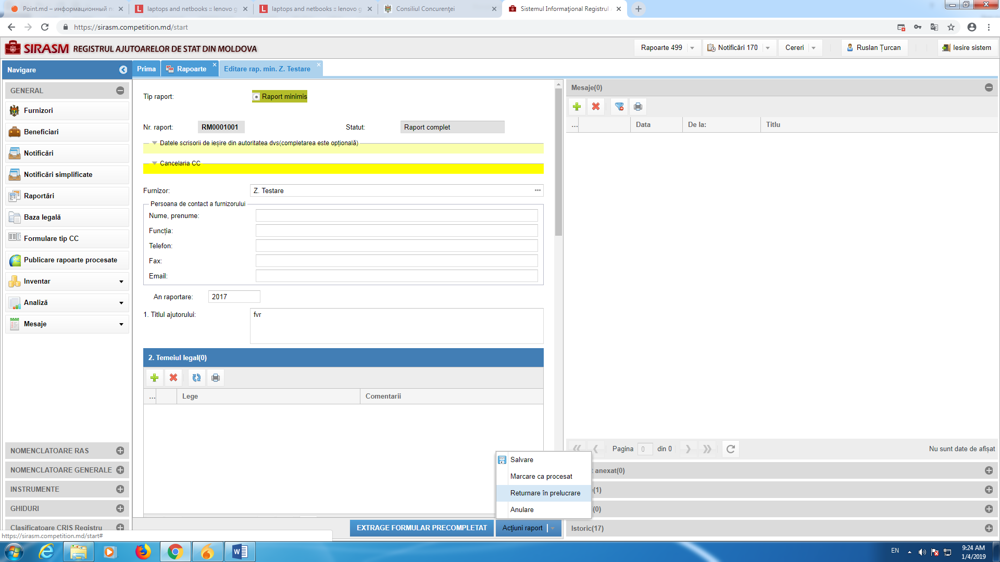 Point.md – информационный п
laptops and netbooks :: lenovo g
laptops and netbooks :: lenovo g
Consiliul Concurenţei
Sistemul Informaţional Registrul
https://sirasm.competition.md/start
SIRASM REGISTRUL AJUTOARELOR DE STAT DIN MOLDOVA
Rapoarte 499
Notificări 170
Cereri
Ruslan Țurcan
Iesire sistem
Navigare
Prima
Rapoarte
Editare rap. min. Z. Testare
GENERAL
Furnizori
Beneficiari
Notificări
Notificări simplificate
Raportări
Baza legală
Formulare tip CC
Publicare rapoarte procesate
Inventar
Analiză
Mesaje
NOMENCLATOARE RAS
NOMENCLATOARE GENERALE
INSTRUMENTE
GHIDURI
Clasificatoare CRIS Registru
https://sirasm.competition.md/start#
Tip raport:
Raport minimis
Nr. raport:
RM0001001
Statut:
Raport complet
Datele scrisorii de ieșire din autoritatea dvs(completarea este opțională)
Cancelaria CC
Furnizor:
Z. Testare
Persoana de contact a furnizorului
Nume, prenume:
Funcția:
Telefon:
Fax:
Email:
An raportare:
2017
1. Titlul ajutorului:
fvr
2. Temeiul legal(0)
...
Lege
Comentarii
Salvare
Marcare ca procesat
Returnare în prelucrare
Anulare
EXTRAGE FORMULAR PRECOMPLETAT
Acțiuni raport
Mesaje(0)
...
Data
De la:
Titlu
Pagina
0
din 0
Nu sunt date de afișat
t anexat(0)
(1)
(0)
Istoric(17)
EN
9:24 AM
1/4/2019